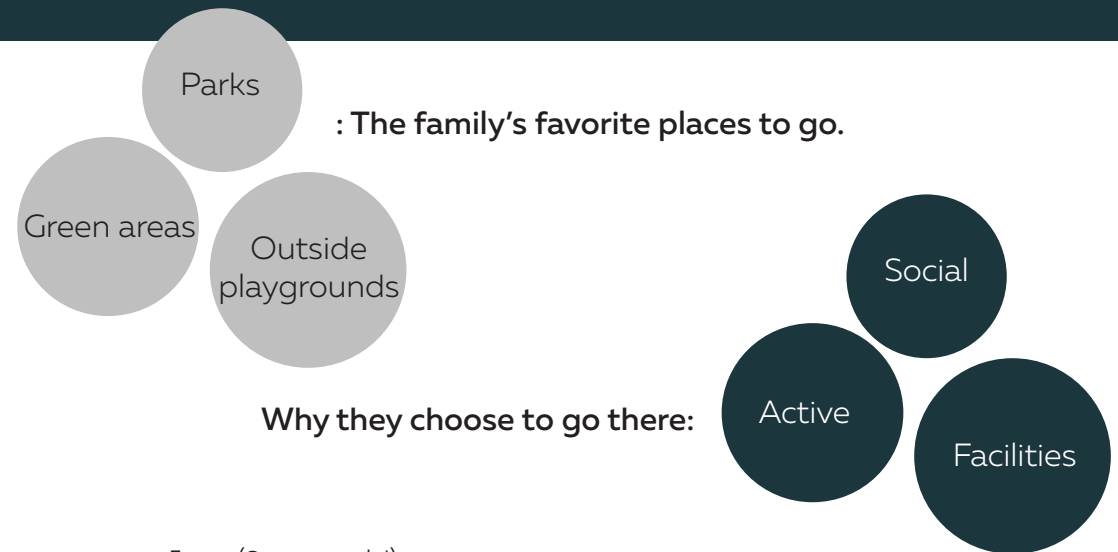 Parks
: The family's favorite places to go.
Green areas
Outside
playgrounds
Social
Active
Why they choose to go there:
Facilities